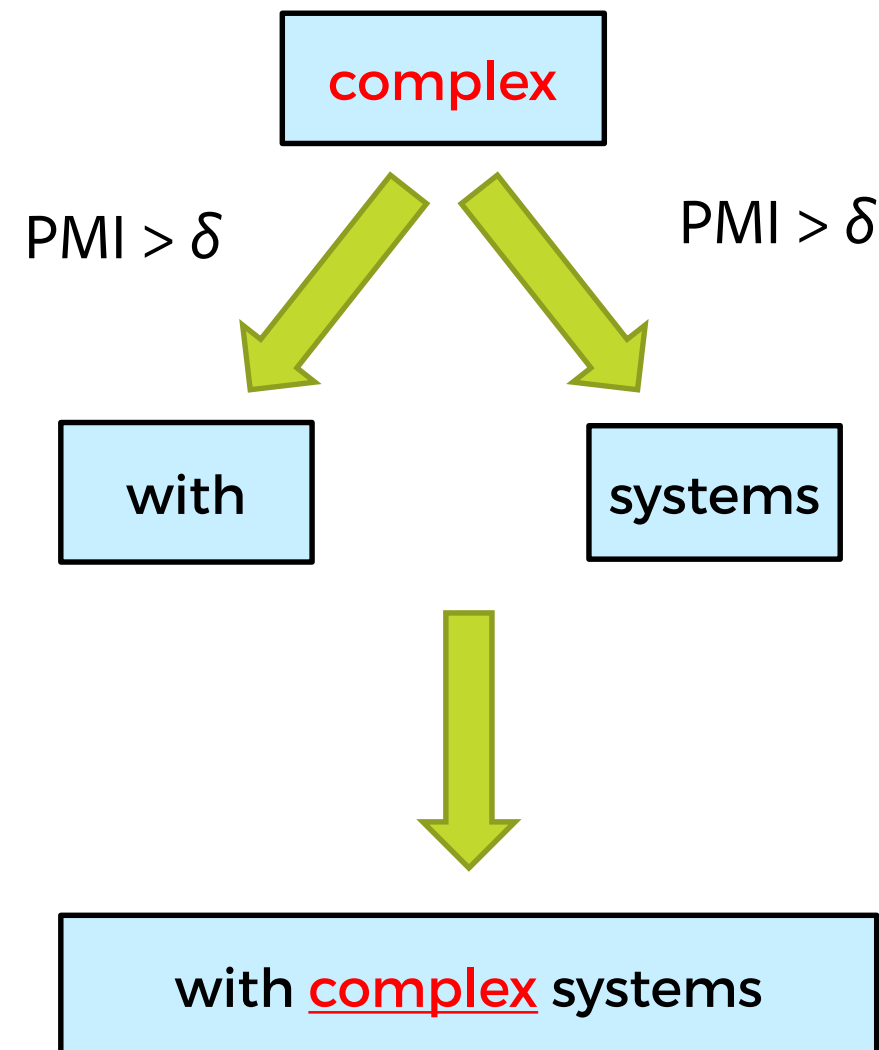 complex
PMI > δ
PMI > δ
with
systems
with complex systems